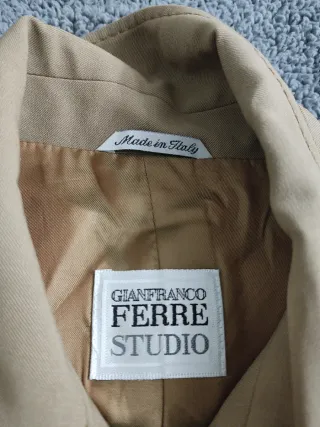 Made in Italy
GIANFRANCO
FERRE
STUDIO